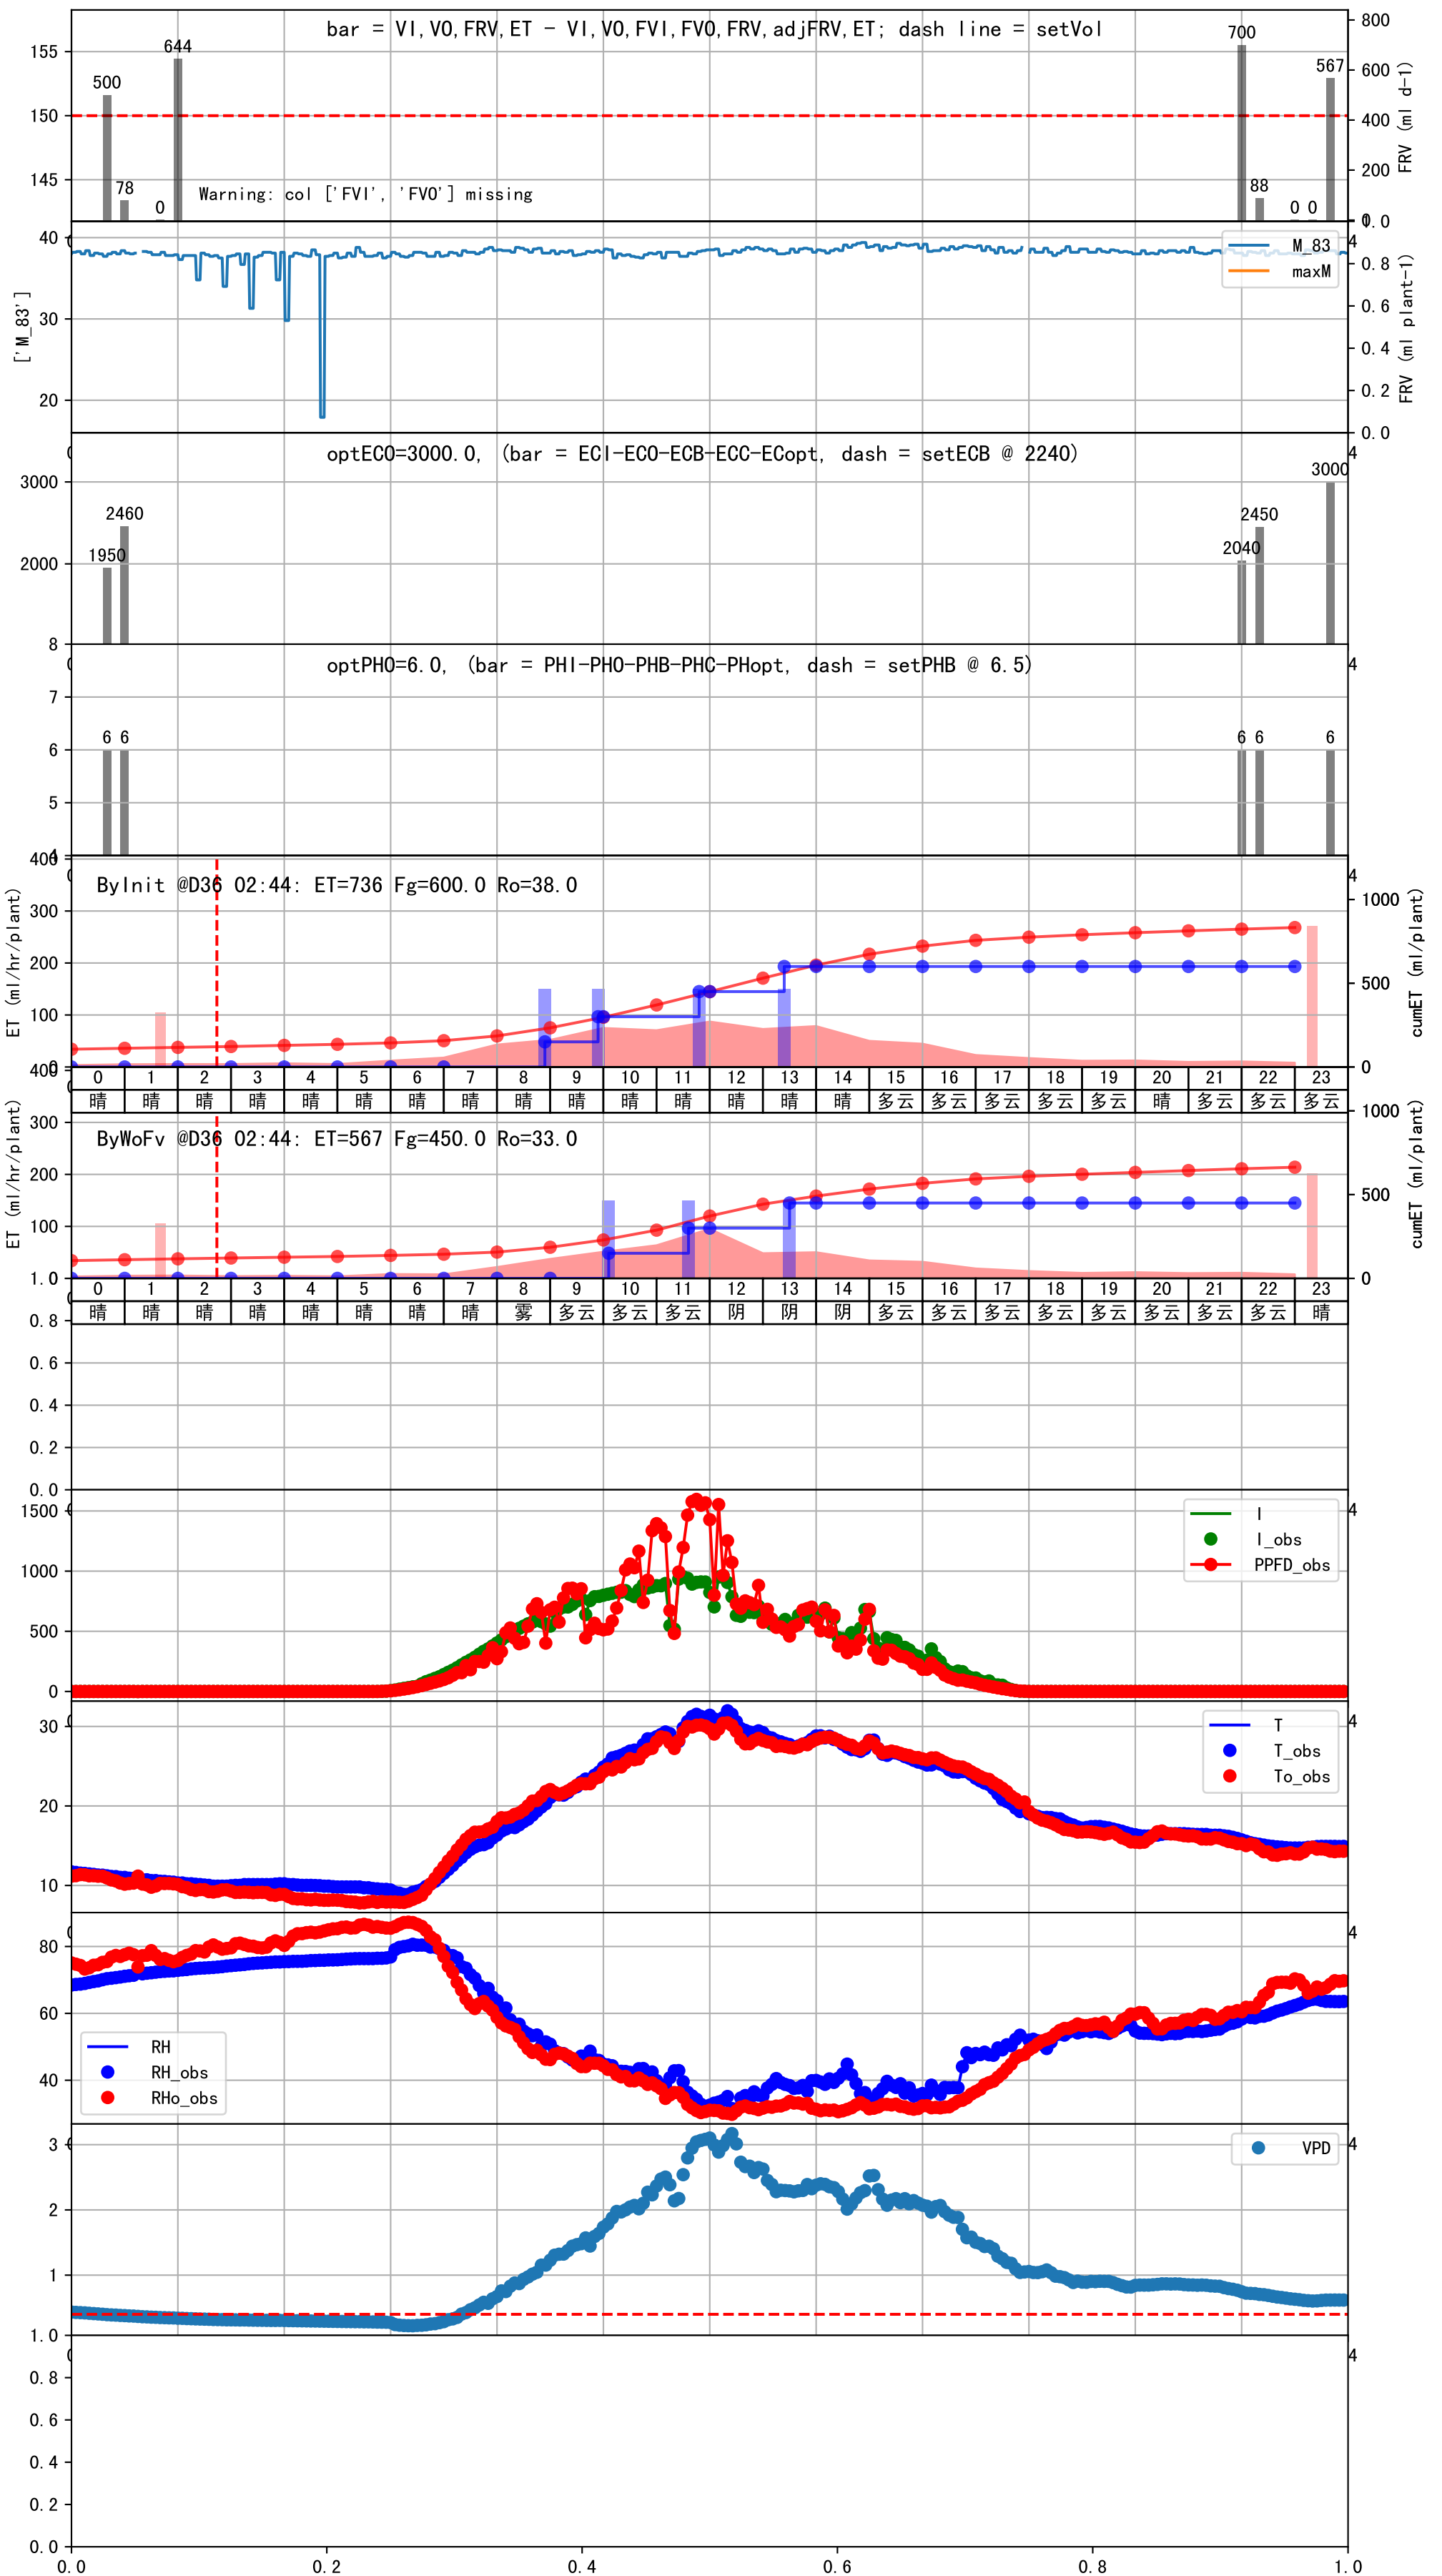 bar = VI,VO,FRV,ET - VI,VO,FVI,FVO,FRV,adjFRV,ET; dash line = setVol
155
150
145
500
78
0
644
Warning: col ['FVI', 'FVO'] missing
700
88
0
0
567
800
600
400
200
0.0
FRV (ml d-1)
40
30
20
['M_83']
M_83
maxM
0.8
0.6
0.4
0.2
0.0
FRV (ml plant-1)
optECO=3000.0, (bar = ECI-ECO-ECB-ECC-ECopt, dash = setECB @ 2240)
3000
2000
1950
2460
2040
2450
3000
optPHO=6.0, (bar = PHI-PHO-PHB-PHC-PHopt, dash = setPHB @ 6.5)
8
7
6
5
4
6 6
6 6
6
ByInit @D36 02:44: ET=736 Fg=600.0 Ro=38.0
400
300
200
100
0
ET (ml/hr/plant)
1000
500
0
cumET (ml/plant)
0 1 2 3 4 5 6 7 8 9 10 11 12 13 14 15 16 17 18 19 20 21 22 23
晴 晴 晴 晴 晴 晴 晴 晴 晴 晴 晴 晴 晴 晴 晴 多云 多云 多云 多云 多云 晴 多云 多云 多云
ByWoFv @D36 02:44: ET=567 Fg=450.0 Ro=33.0
400
300
200
100
ET (ml/hr/plant)
1000
500
0
cumET (ml/plant)
0 1 2 3 4 5 6 7 8 9 10 11 12 13 14 15 16 17 18 19 20 21 22 23
晴 晴 晴 晴 晴 晴 晴 晴 雾 多云 多云 多云 阴 阴 阴 多云 多云 多云 多云 多云 多云 多云 多云 晴
1.0
0.8
0.6
0.4
0.2
0.0
1500
1000
500
0
I
I_obs
PPFD_obs
30
20
10
T
T_obs
To_obs
80
60
40
RH
RH_obs
RHo_obs
3
2
1
VPD
1.0
0.8
0.6
0.4
0.2
0.0
0.0 0.2 0.4 0.6 0.8 1.0